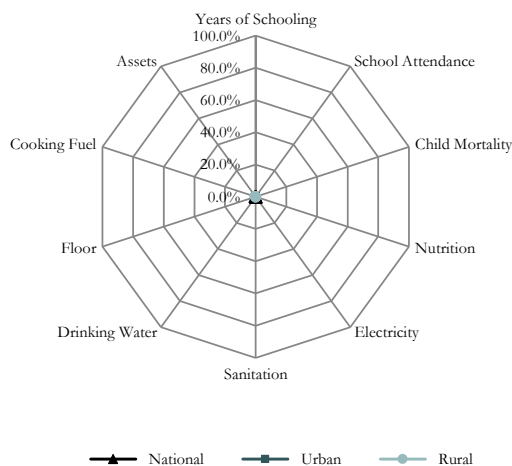 Years of Schooling
100.0%
Assets
School Attendance
80.0%
60.0%
Cooking Fuel
40.0%
Child Mortality
20.0%
0.0%
Floor
Nutrition
Drinking Water
Electricity
Sanitation
National Urban Rural